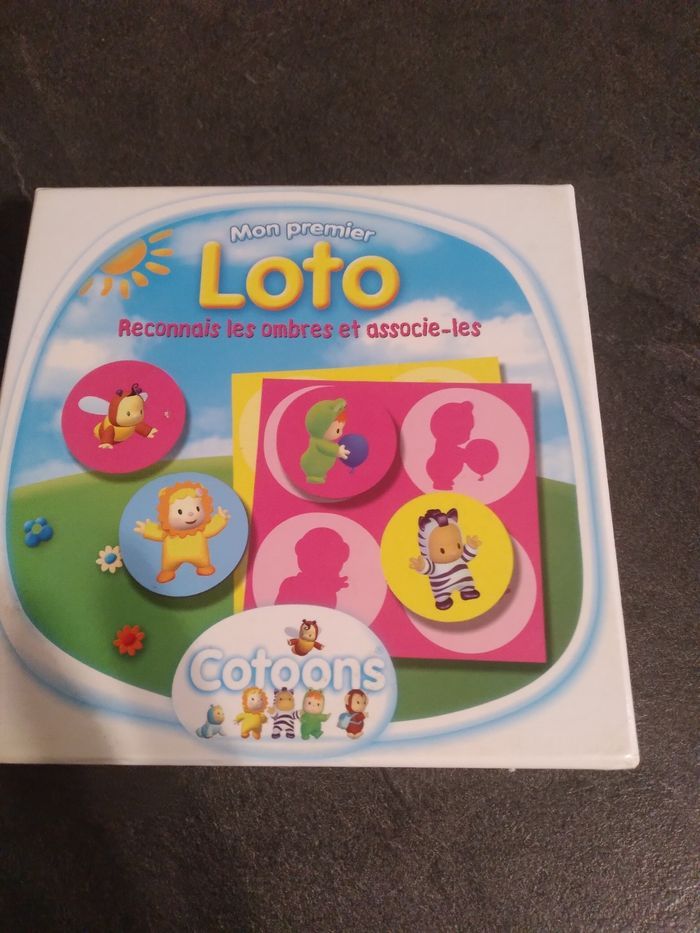 Mon premier
Loto
Reconnais les ombres et associe-les
Cotoons